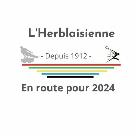 L'Herblaisienne
- Depuis 1912 -
En route pour 2024